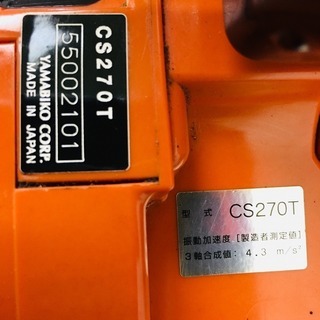 CS270T
55002101
YAMABIKO CORP.
MADE IN JAPAN
型式 CS270T
振動加速度 [製造者測定値]
3軸合成値: 4.3 m/s²